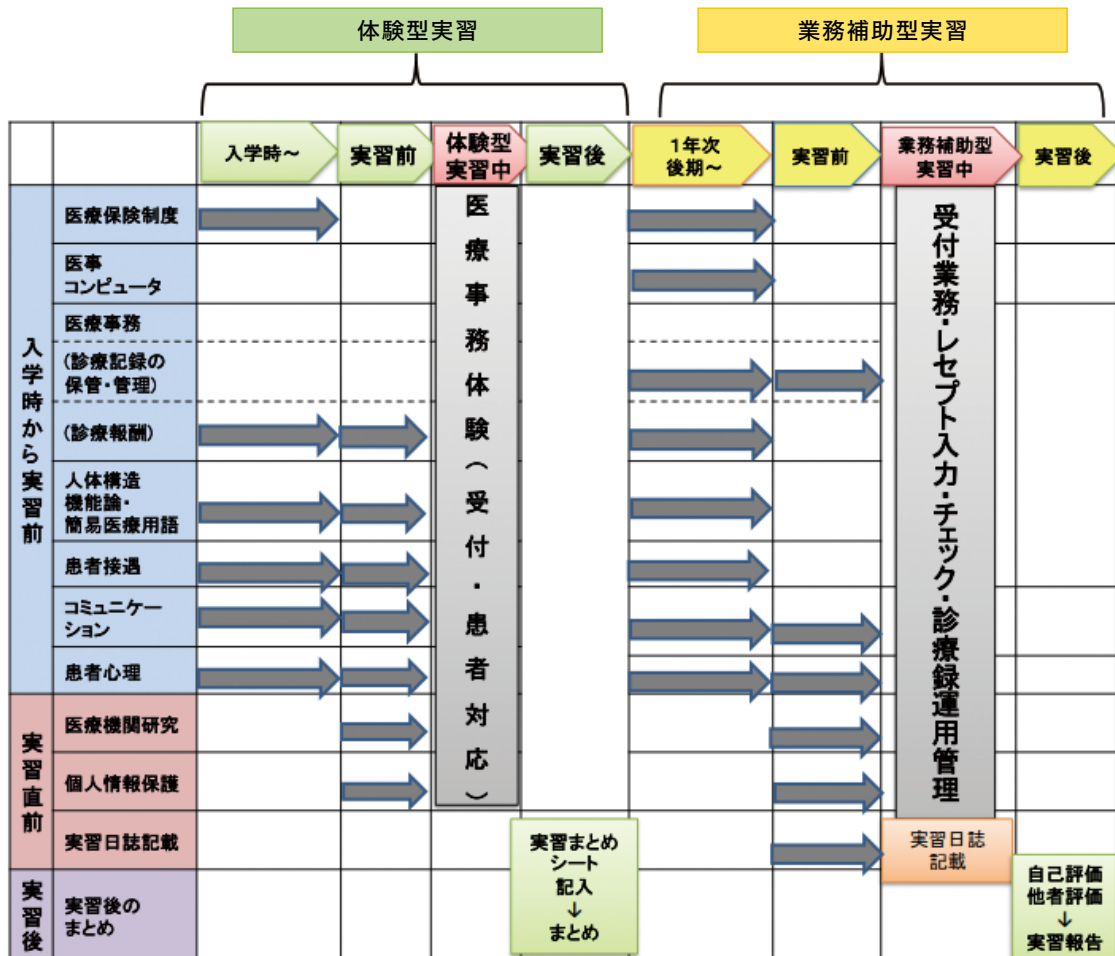 体験型実習
業務補助型実習
入学時～
実習前
体験型
実習中
実習後
1年次
後期～
実習前
業務補助型
実習中
実習後
入学時から実習前
医療保険制度
医事
コンピュータ
医療事務
(診療記録の
保管・管理)
(診療報酬)
人体構造
機能論・
簡易医療用語
患者接遇
コミュニケー
ション
患者心理
実習直前
医療機関研究
個人情報保護
実習日誌記載
実習後
実習後の
まとめ
医療事務体験(受付・患者対応)
実習まとめ
シート
記入
↓
まとめ
受付業務・レセプト入力・チェック・診療録運用管理
実習日誌
記載
自己評価
他者評価
↓
実習報告